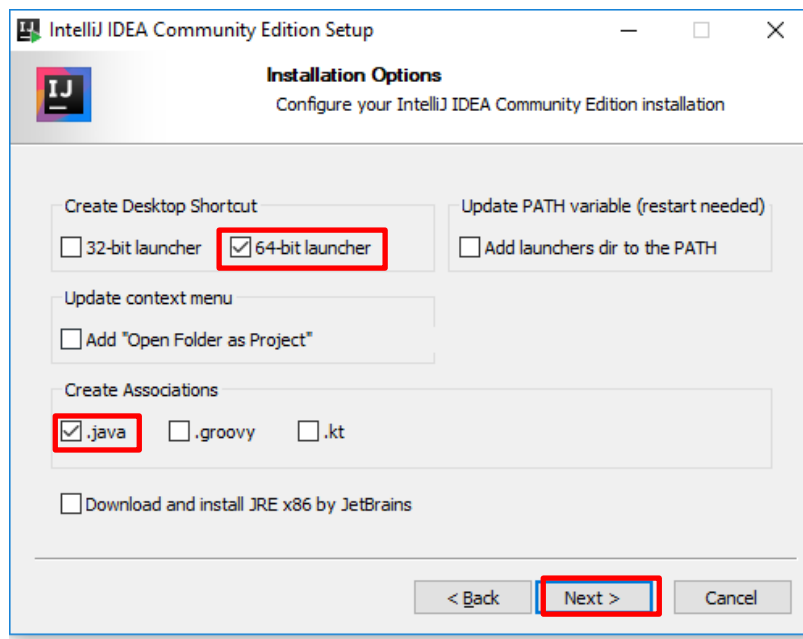 IntelliJ IDEA Community Edition Setup
IJ
Installation Options
Configure your IntelliJ IDEA Community Edition installation
Create Desktop Shortcut
32-bit launcher 64-bit launcher
Update PATH variable (restart needed)
Add launchers dir to the PATH
Update context menu
Add "Open Folder as Project"
Create Associations
.java .groovy .kt
Download and install JRE x86 by JetBrains
< Back Next > Cancel